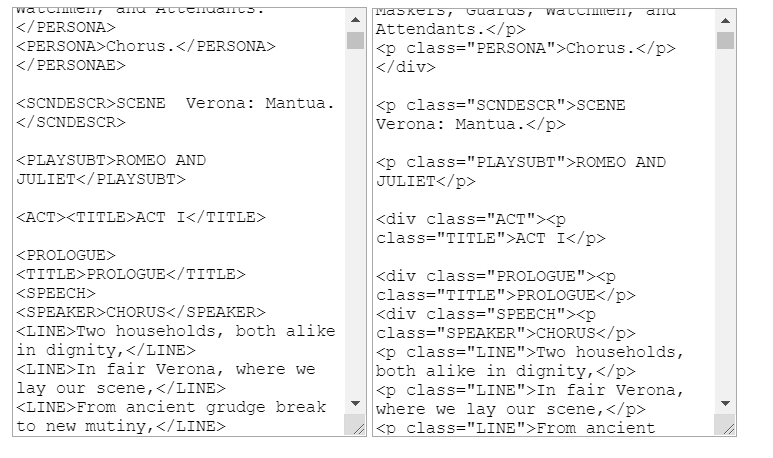 Watchmen, and Attendants.
</PERSONA>
<PERSONA>Chorus.</PERSONA>
</PERSONAE>
<SCNDESCR>SCENE  Verona: Mantua.
</SCNDESCR>
<PLAYSUBT>ROMEO AND
JULIET</PLAYSUBT>
<ACT><TITLE>ACT I</TITLE>
<PROLOGUE>
<TITLE>PROLOGUE</TITLE>
<SPEECH>
<SPEAKER>CHORUS</SPEAKER>
<LINE>Two households, both alike
in dignity,</LINE>
<LINE>In fair Verona, where we
lay our scene,</LINE>
<LINE>From ancient grudge break
to new mutiny,</LINE>
Maskers, Guards, Watchmen, and
Attendants.</p>
<p class="PERSONA">Chorus.</p>
</div>
<p class="SCNDESCR">SCENE
Verona: Mantua.</p>
<p class="PLAYSUBT">ROMEO AND
JULIET</p>
<div class="ACT"><p
class="TITLE">ACT I</p>
<div class="PROLOGUE"><p
class="TITLE">PROLOGUE</p>
<div class="SPEECH"><p
class="SPEAKER">CHORUS</p>
<p class="LINE">Two households,
both alike in dignity,</p>
<p class="LINE">In fair Verona,
where we lay our scene,</p>
<p class="LINE">From ancient